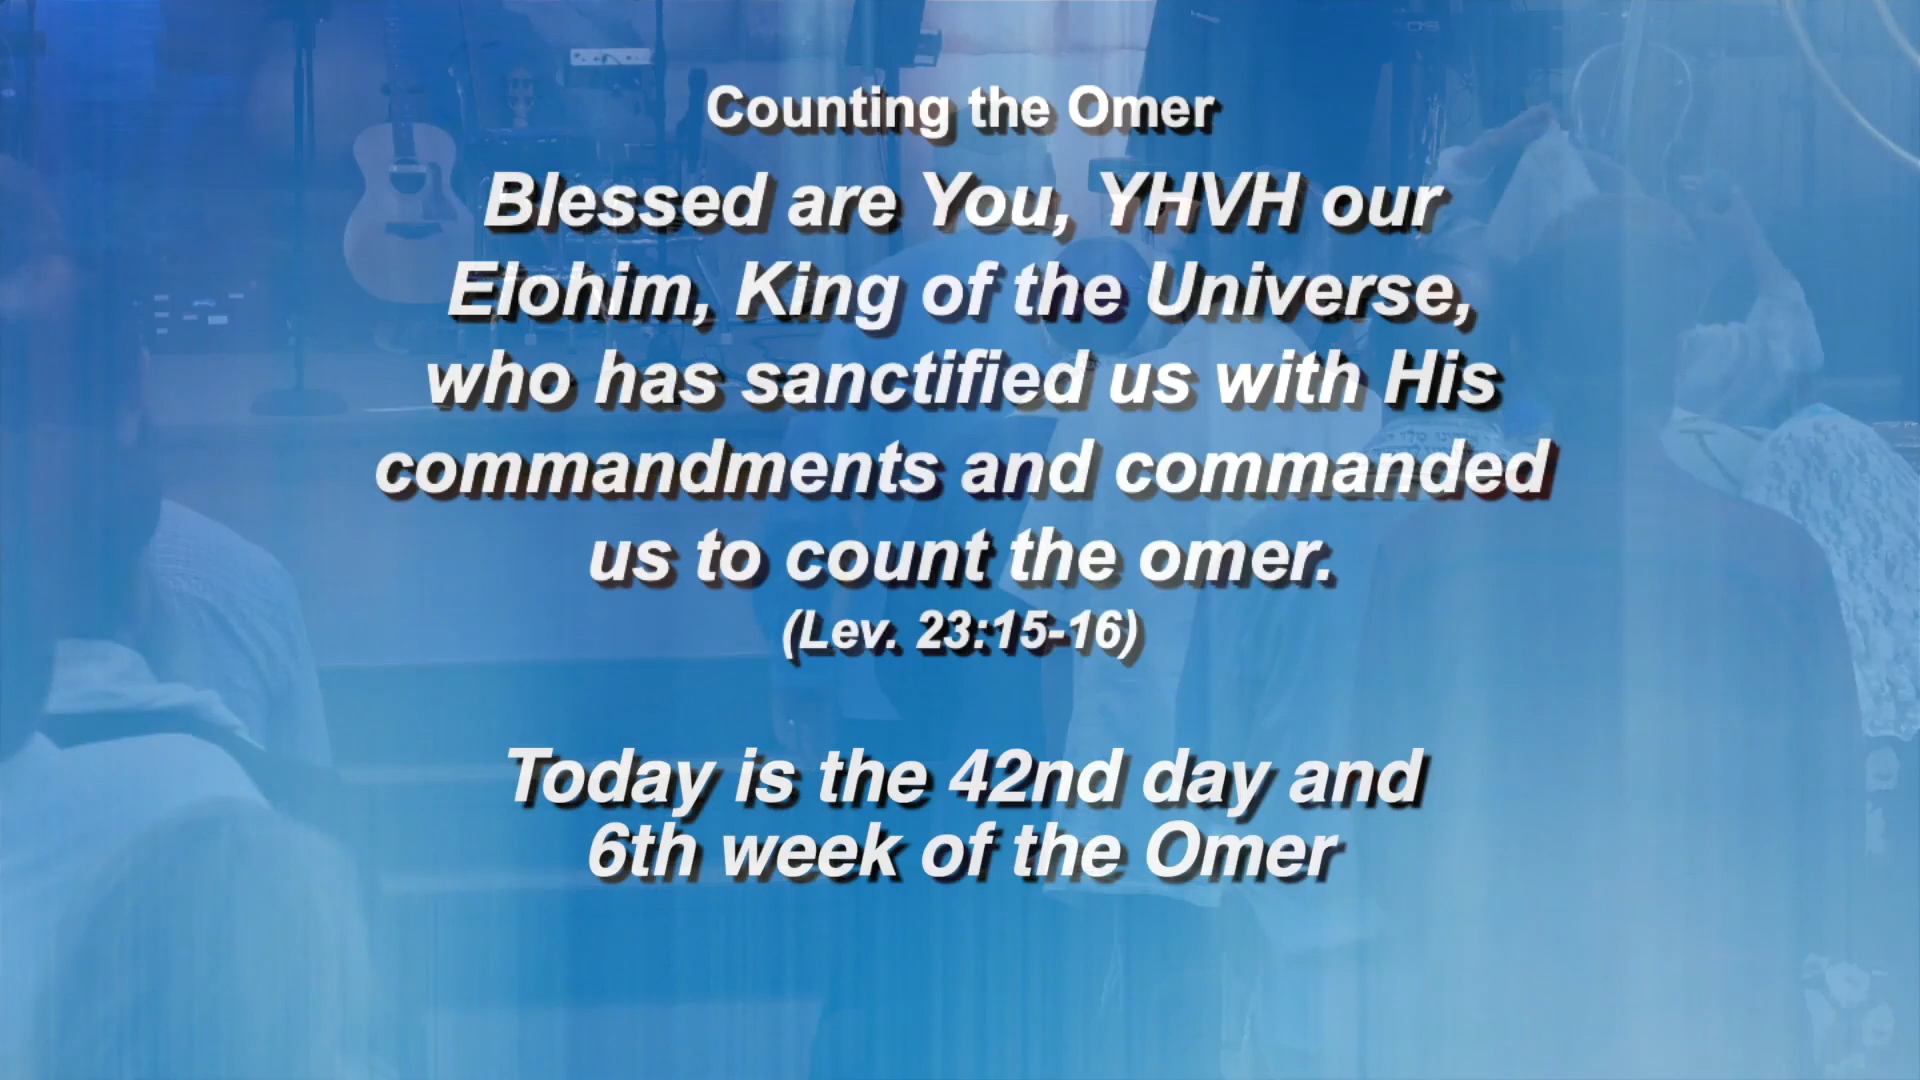 Counting the Omer
Blessed are You, YHVH our
Elohim, King of the Universe,
who has sanctified us with His
commandments and commanded
us to count the omer.
(Lev. 23:15-16)
Today is the 42nd day and
6th week of the Omer